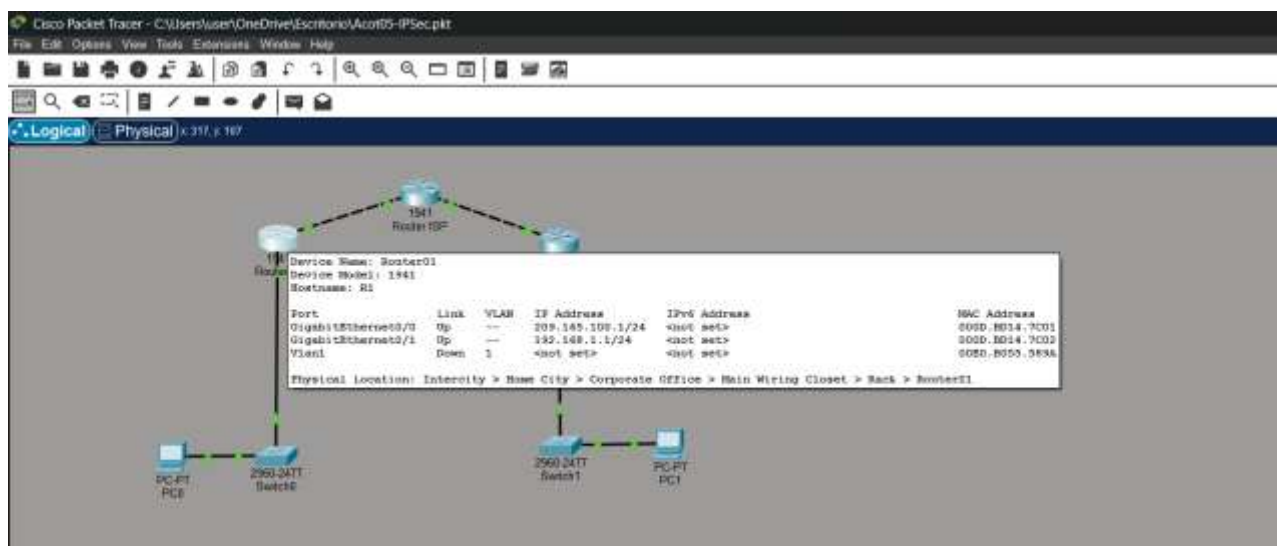 Cisco Packet Tracer - C:\Users\user\OneDrive\Escritorio\Acot05-IPSec.pkt
File Edit Options View Tools Extensions Window Help
Logical Physical x: 317, y: 107
1941
Router ISP
Device Name: Router01
Device Model: 1941
Hostname: R1
Port Link VLAN IP Address IPv6 Address MAC Address
GigabitEthernet0/0 Up -- 209.165.100.1/24 <not set> 000D.BD14.7C01
GigabitEthernet0/1 Up -- 192.168.1.1/24 <not set> 000D.BD14.7C02
Vlan1 Down 1 <not set> <not set>
Physical Location: Intercity > Home City > Corporate Office > Main Wiring Closet > Rack > Router01
PC-PT
PC0
2960-24TT
Switch0
2960-24TT
Switch1
PC-PT
PC1